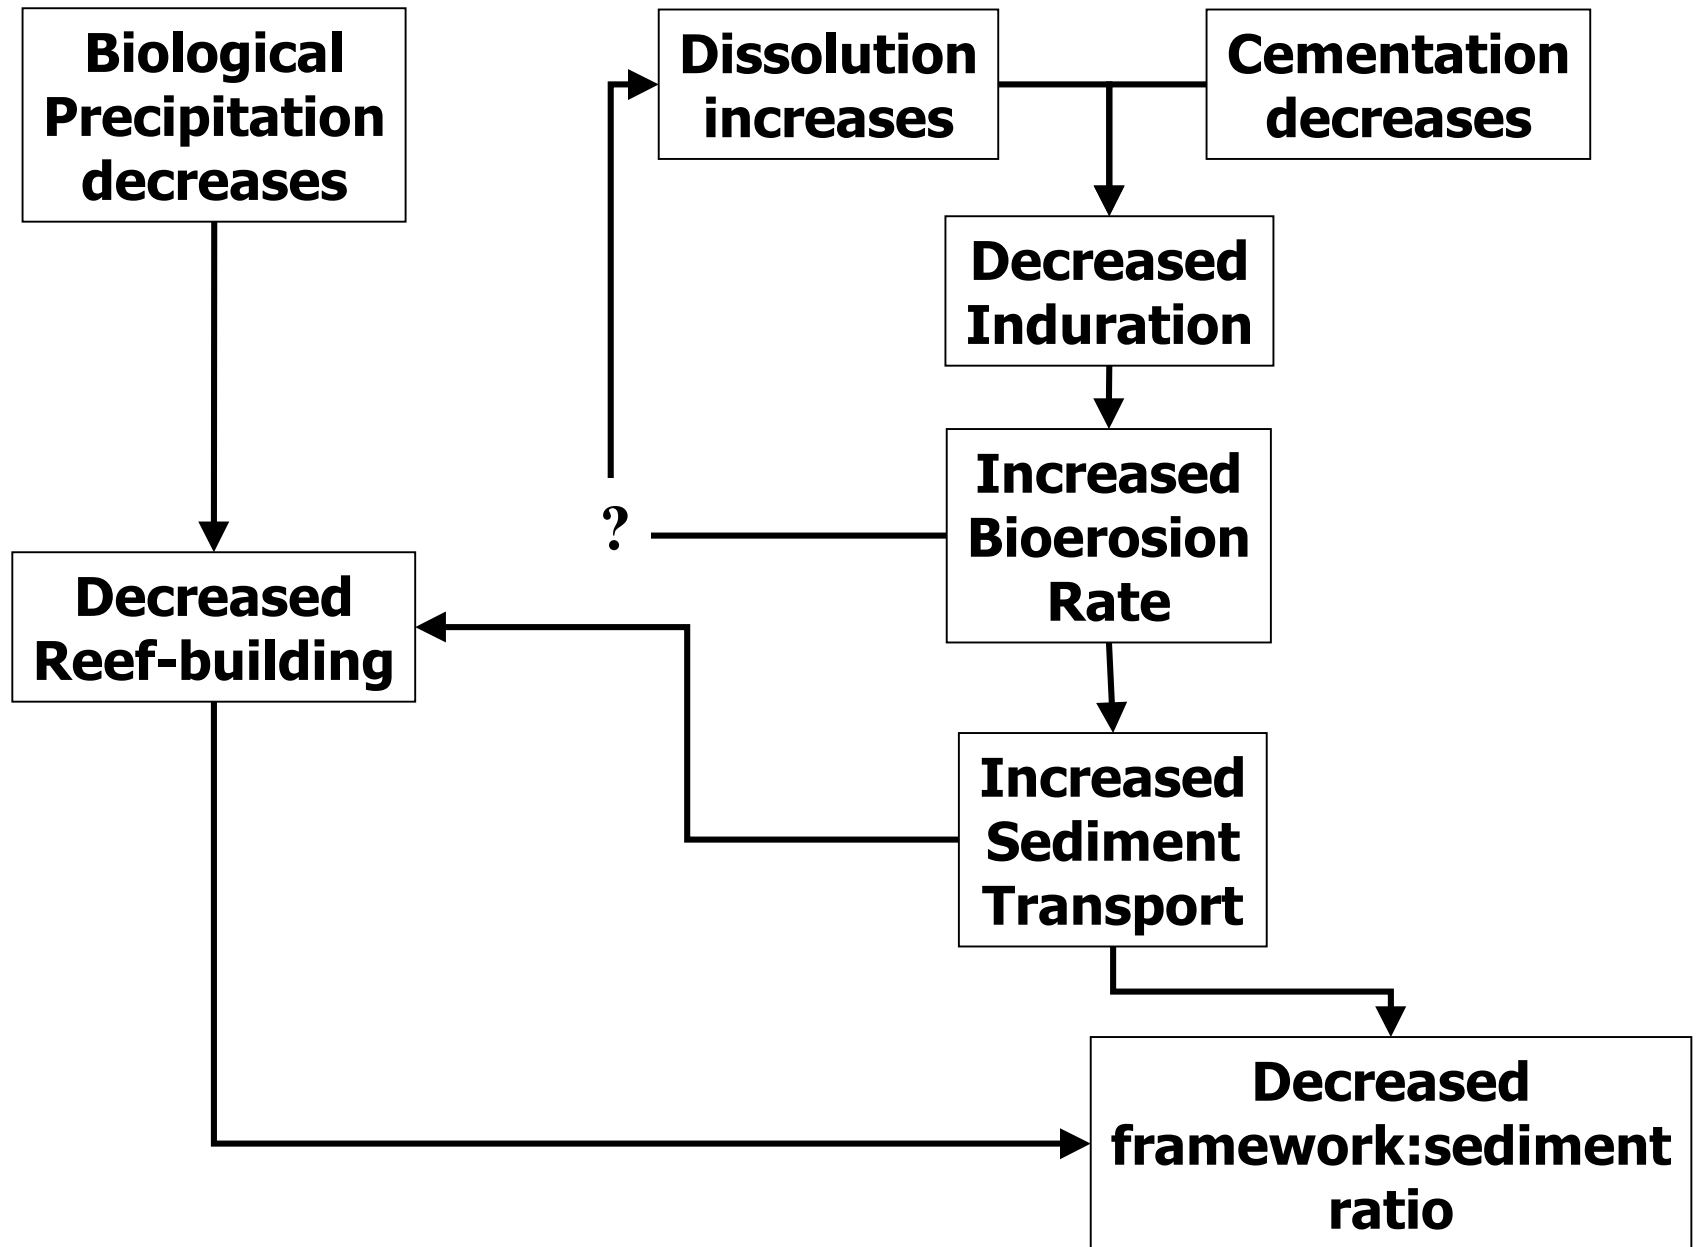 Biological
Precipitation
decreases
Dissolution
increases
Cementation
decreases
Decreased
Induration
Increased
Bioerosion
Rate
?
Decreased
Reef-building
Increased
Sediment
Transport
Decreased
framework:sediment
ratio